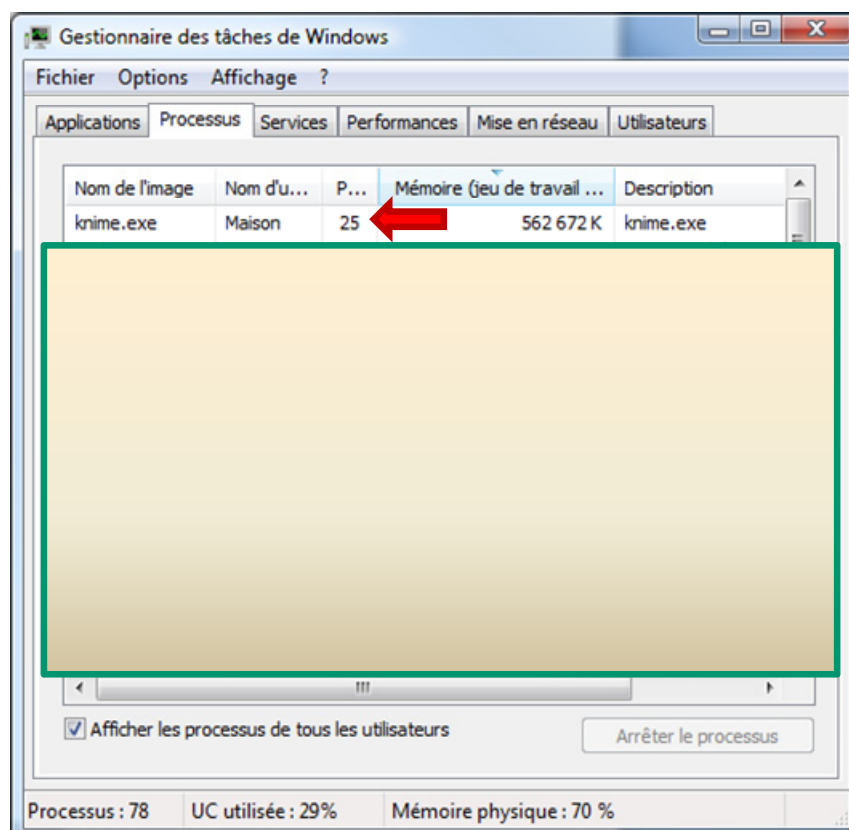 Gestionnaire des tâches de Windows
Fichier Options Affichage ?
Applications Processus Services Performances Mise en réseau Utilisateurs
Nom de l'image Nom d'u... P... Mémoire (jeu de travail ... Description
knime.exe Maison 25 562 672 K knime.exe
Afficher les processus de tous les utilisateurs Arrêter le processus
Processus : 78 UC utilisée : 29% Mémoire physique : 70 %